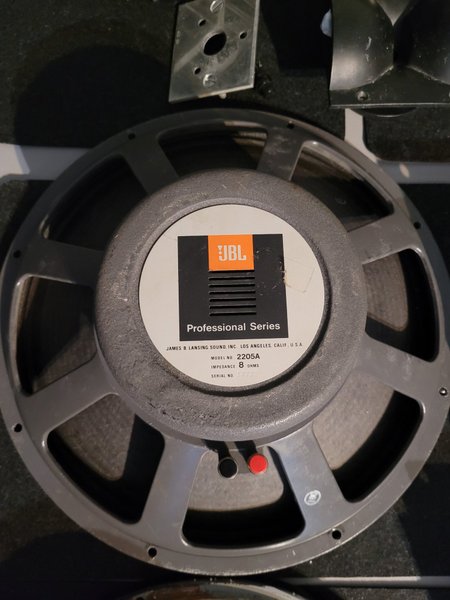 JBL
Professional Series
JAMES B. LANSING SOUND, INC. LOS ANGELES, CALIF., U.S.A.
MODEL NO. 2205A
IMPEDANCE 8 OHMS
SERIAL NO.